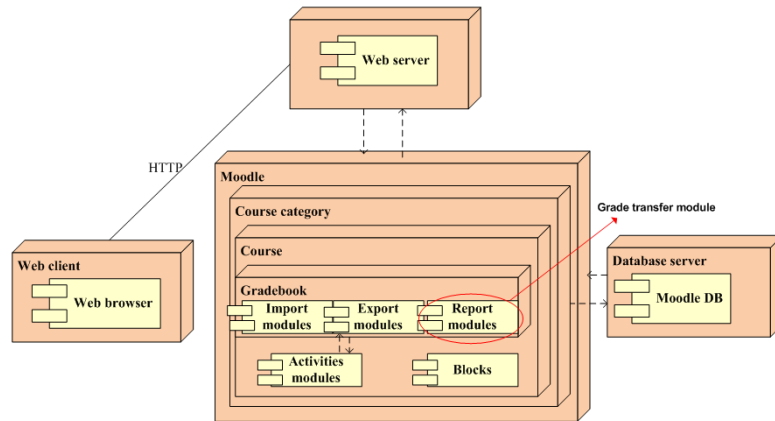 Web server
HTTP
Moodle
Course category
Grade transfer module
Course
Web client
Web browser
Database server
Moodle DB
Gradebook
Import
modules
Export
modules
Report
modules
Activities
modules
Blocks